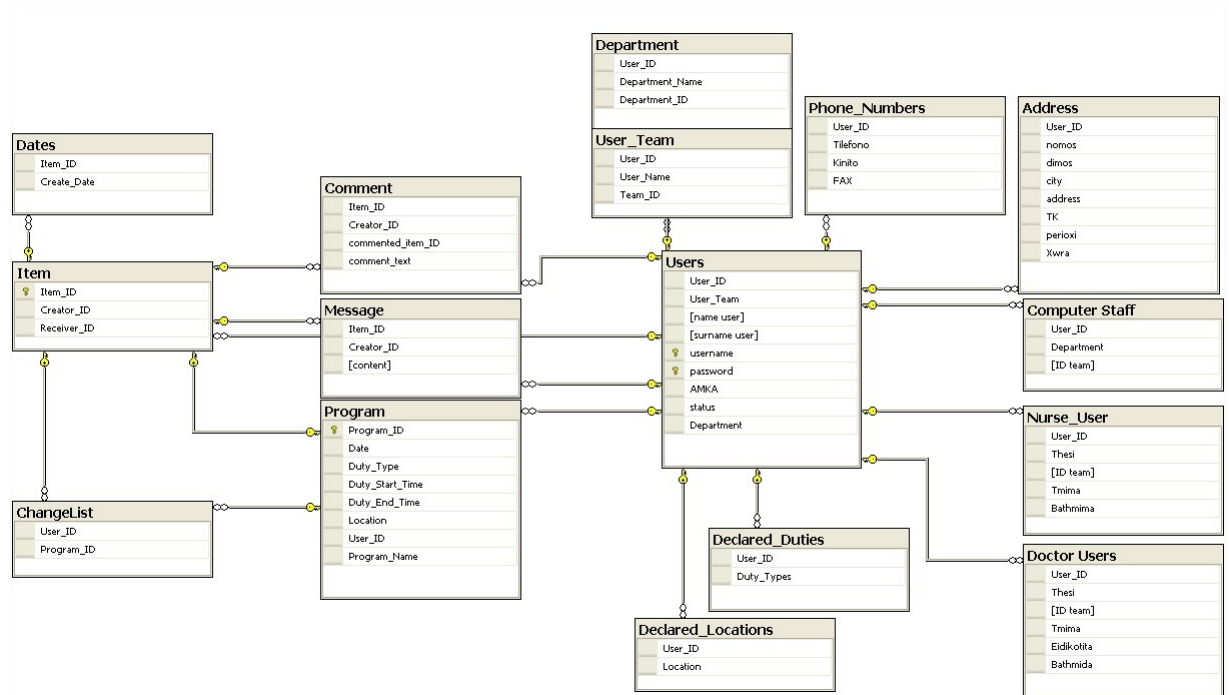 Department
User_ID
Department_Name
Department_ID
User_Team
User_ID
User_Name
Team_ID
Phone_Numbers
User_ID
Tilefono
Kinito
FAX
Address
User_ID
nomos
dimos
city
address
TK
perioxi
Xwra
Dates
Item_ID
Create_Date
Comment
Item_ID
Creator_ID
commented_item_ID
comment_text
Item
Item_ID
Creator_ID
Receiver_ID
Message
Item_ID
Creator_ID
[content]
Users
User_ID
User_Team
[name user]
[surname user]
username
password
AMKA
status
Department
Computer Staff
User_ID
Department
[ID team]
Program
Program_ID
Date
Duty_Type
Duty_Start_Time
Duty_End_Time
Location
User_ID
Program_Name
Nurse_User
User_ID
Thesi
[ID team]
Tmima
Bathmima
ChangeList
User_ID
Program_ID
Declared_Duties
User_ID
Duty_Types
Doctor Users
User_ID
Thesi
[ID team]
Tmima
Eidikotita
Bathmida
Declared_Locations
User_ID
Location